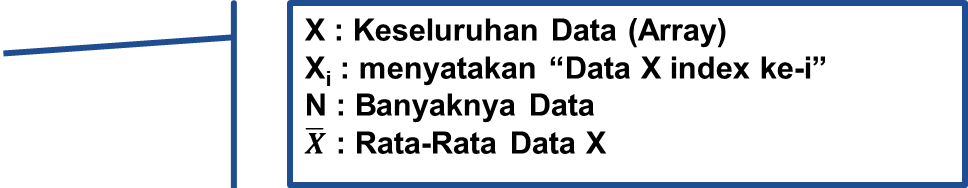 X : Keseluruhan Data (Array)
Xᵢ : menyatakan “Data X index ke-i”
N : Banyaknya Data
X̅ : Rata-Rata Data X